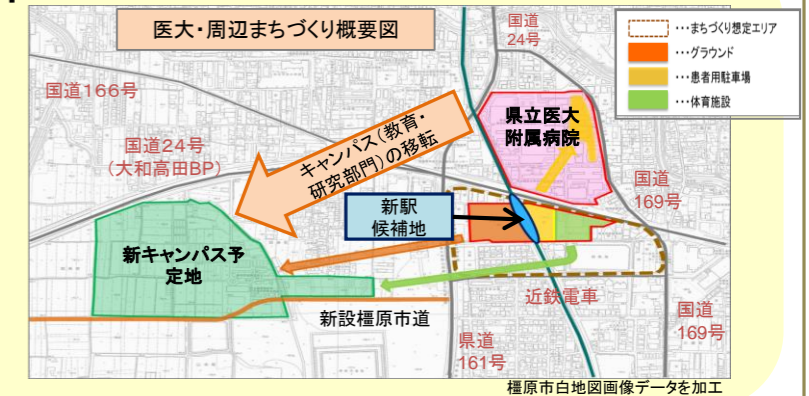 医大・周辺まちづくり概要図
国道
24号
・・・まちづくり想定エリア
・・・グラウンド
・・・患者用駐車場
・・・体育施設
国道166号
国道24号
(大和高田BP)
キャンパス(教育・
研究部門)の移転
県立医大
附属病院
国道
169号
新駅
候補地
新キャンパス予
定地
近鉄電車
新設橿原市道
県道
161号
国道
169号
橿原市白地図画像データを加工